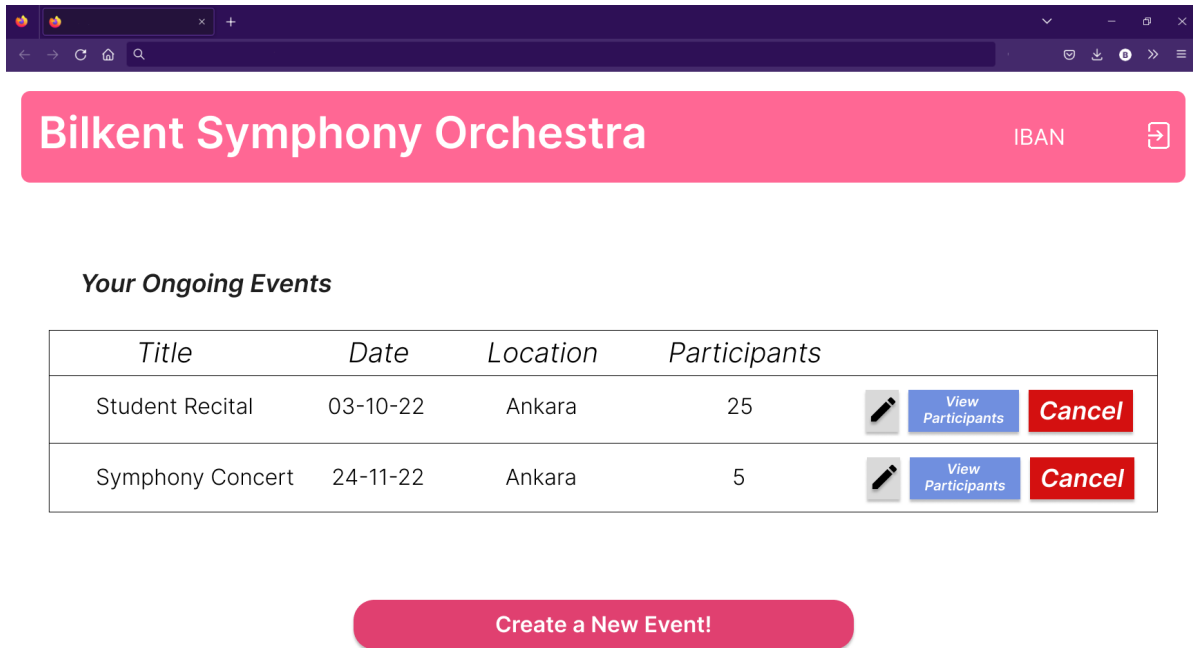 B
Bilkent Symphony Orchestra
IBAN
Your Ongoing Events
Title Date Location Participants
Student Recital 03-10-22 Ankara 25 View Participants Cancel
Symphony Concert 24-11-22 Ankara 5 View Participants Cancel
Create a New Event!